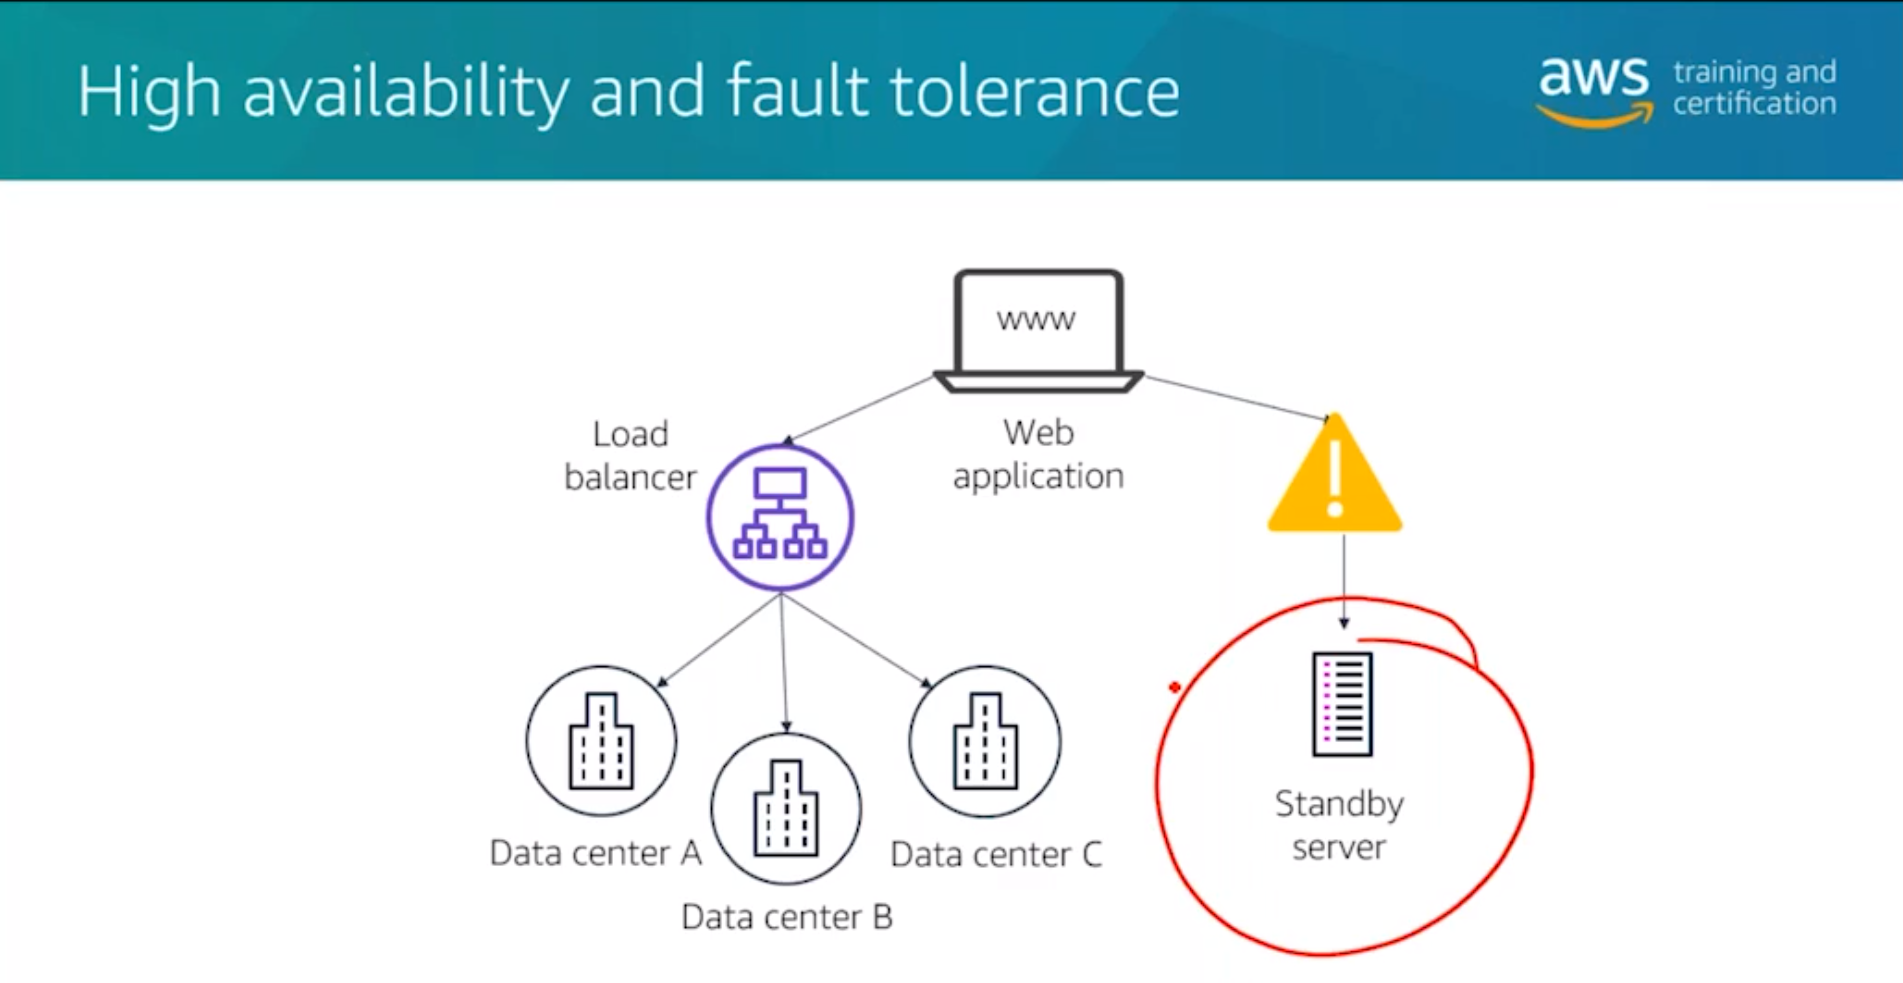 High availability and fault tolerance
aws training and
certification
www
Load
balancer
Web
application
Data center A
Data center B
Data center C
Standby
server